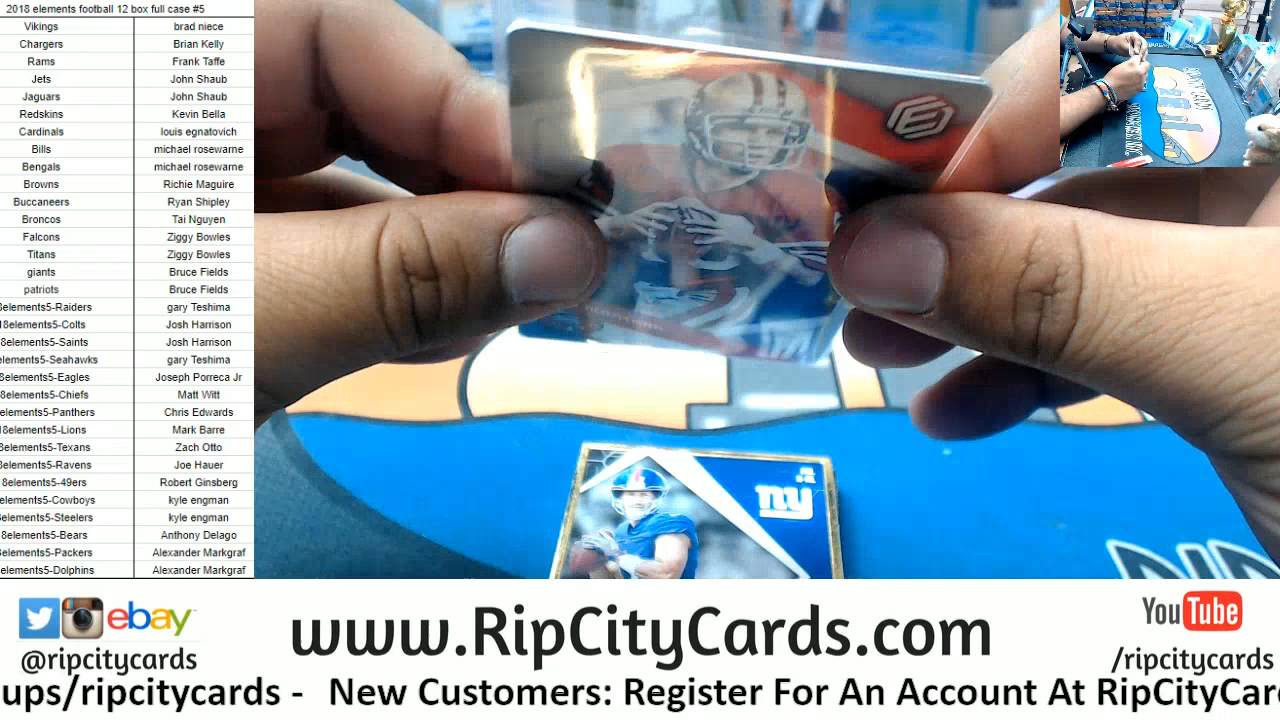 2018 elements football 12 box full case #5
Vikings brad niece
Chargers Brian Kelly
Rams Frank Taffe
Jets John Shaub
Jaguars John Shaub
Redskins Kevin Bella
Cardinals louis egnatovich
Bills michael rosewarne
Bengals michael rosewarne
Browns Richie Maguire
Buccaneers Ryan Shipley
Broncos Tai Nguyen
Falcons Ziggy Bowles
Titans Ziggy Bowles
giants Bruce Fields
patriots Bruce Fields
8elements5-Raiders gary Teshima
18elements5-Colts Josh Harrison
8elements5-Saints Josh Harrison
elements5-Seahawks gary Teshima
8elements5-Eagles Joseph Porreca Jr
8elements5-Chiefs Matt Witt
elements5-Panthers Chris Edwards
18elements5-Lions Mark Barre
8elements5-Texans Zach Otto
8elements5-Ravens Joe Hauer
8elements5-49ers Robert Ginsberg
elements5-Cowboys kyle engman
elements5-Steelers kyle engman
8elements5-Bears Anthony Delago
elements5-Packers Alexander Markgraf
elements5-Dolphins Alexander Markgraf
ny
ebay
@ripcitycards
www.RipCityCards.com
YouTube
/ripcitycards
ups/ripcitycards - New Customers: Register For An Account At RipCityCar